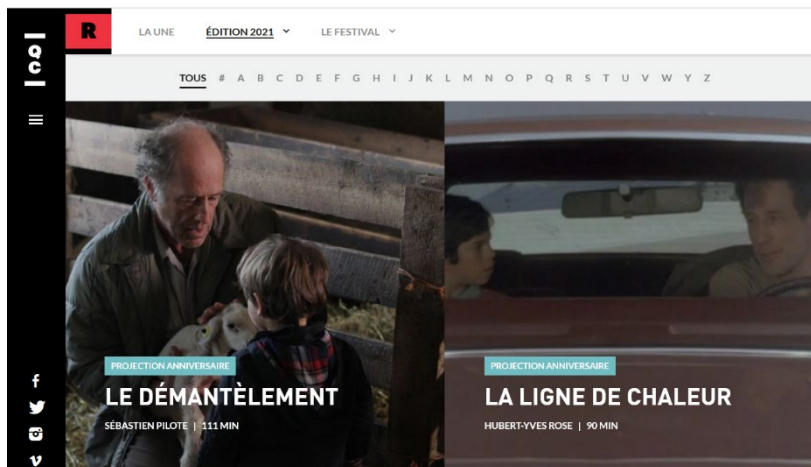 QC
R
LA UNE
ÉDITION 2021
LE FESTIVAL
TOUS # A B C D E F G H I J K L M N O P Q R S T U V W Y Z
PROJECTION ANNIVERSAIRE
LE DÉMANTÈLEMENT
SÉBASTIEN PILOTE | 111 MIN
PROJECTION ANNIVERSAIRE
LA LIGNE DE CHALEUR
HUBERT-YVES ROSE | 90 MIN